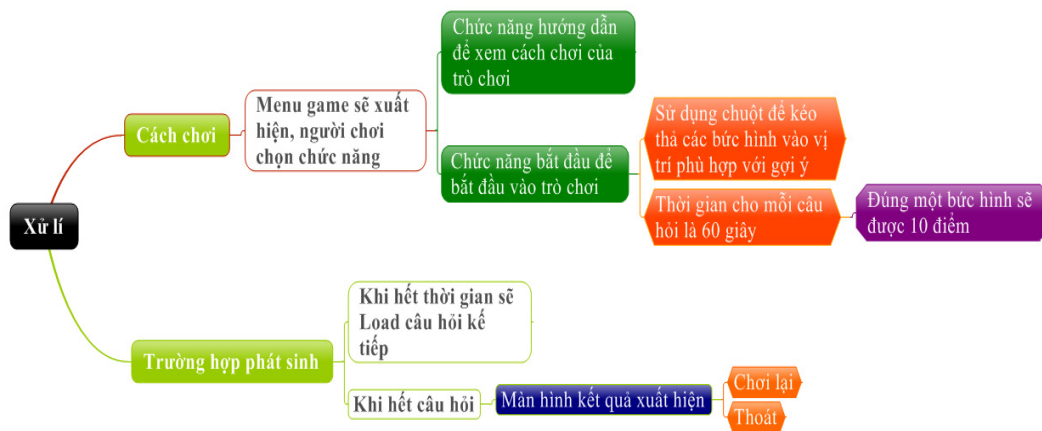 Xử lí
Cách chơi
Menu game sẽ xuất
hiện, người chơi
chọn chức năng
Chức năng hướng dẫn
để xem cách chơi của
trò chơi
Chức năng bắt đầu để
bắt đầu vào trò chơi
Sử dụng chuột để kéo
thả các bức hình vào vị
trí phù hợp với gợi ý
Thời gian cho mỗi câu
hỏi là 60 giây
Đúng một bức hình sẽ
được 10 điểm
Trường hợp phát sinh
Khi hết thời gian sẽ
Load câu hỏi kế
tiếp
Khi hết câu hỏi
Màn hình kết quả xuất hiện
Chơi lại
Thoát